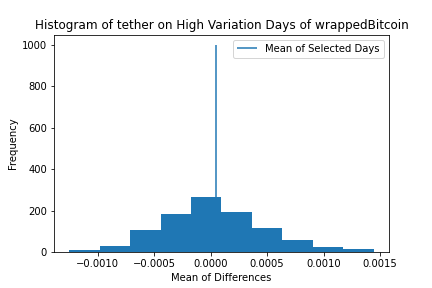 Histogram of tether on High Variation Days of wrappedBitcoin
Mean of Selected Days
Frequency
1000
800
600
400
200
0
−0.0010 −0.0005 0.0000 0.0005 0.0010 0.0015
Mean of Differences